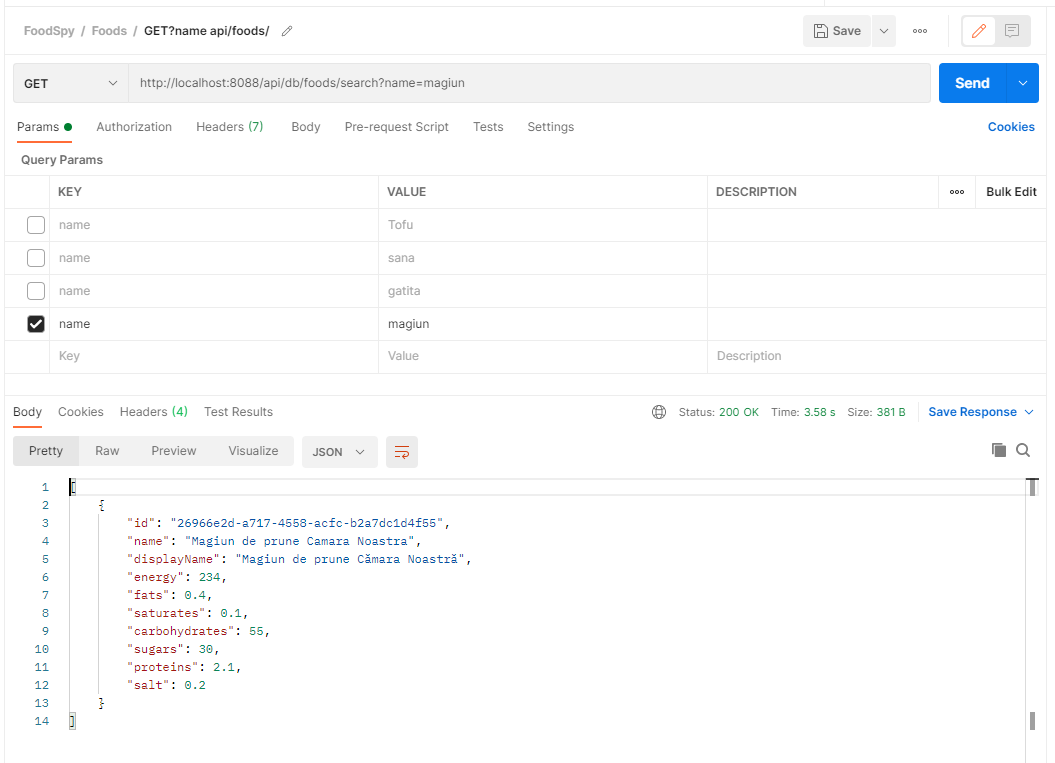 FoodSpy / Foods / GET?name api/foods/
Save
GET http://localhost:8088/api/db/foods/search?name=magiun Send
Params Authorization Headers (7) Body Pre-request Script Tests Settings Cookies
Query Params
KEY VALUE DESCRIPTION Bulk Edit
name Tofu
name sana
name gatita
name magiun
Key Value Description
Body Cookies Headers (4) Test Results Status: 200 OK Time: 3.58 s Size: 381 B Save Response
Pretty Raw Preview Visualize JSON
1 [
2 {
3 "id": "26966e2d-a717-4558-acfc-b2a7dc1d4f55",
4 "name": "Magiun de prune Camara Noastra",
5 "displayName": "Magiun de prune Cămara Noastră",
6 "energy": 234,
7 "fats": 0.4,
8 "saturates": 0.1,
9 "carbohydrates": 55,
10 "sugars": 30,
11 "proteins": 2.1,
12 "salt": 0.2
13 }
14 ]